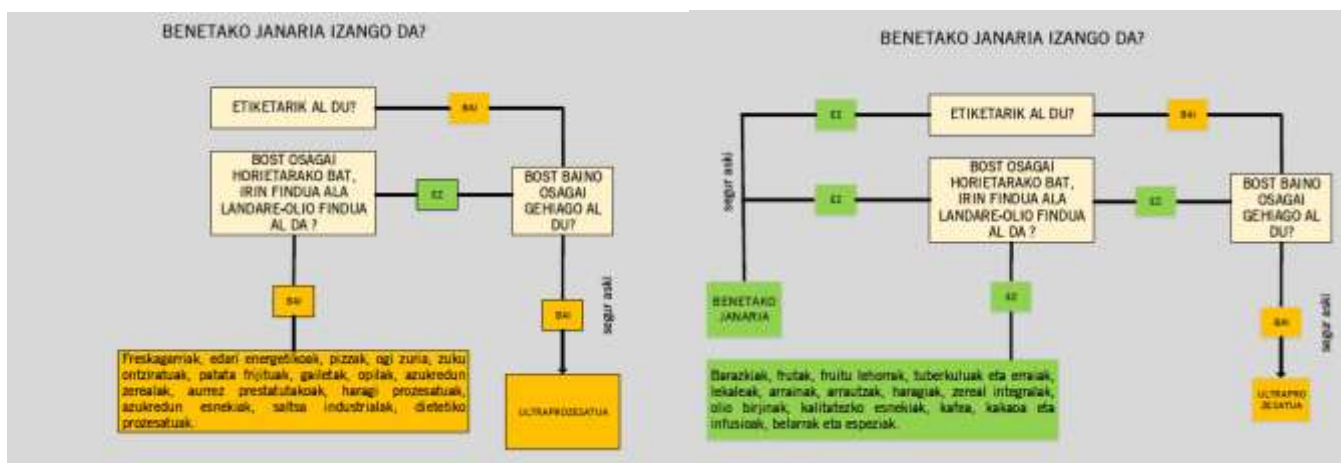 BENETAKO JANARIA IZANGO DA?
ETIKETARIK AL DU?
BAI
BOST OSAGAI
HORIETARAKO BAT,
IRIN FINDUA ALA
LANDARE-OLIO FINDUA
AL DA ?
EZ
BOST BAINO
OSAGAI
GEHIAGO AL
DU?
BAI
BAI
segur aski
Freskagarriak, edari energetikoak, pizzak, ogi zuria, zuku
ontziratuak, patata frijituak, gailetak, opilak, azukredun
zerealak, aurrez prestatutakoak, haragi prozesatuak,
azukredun esnekiak, saltsa industrialak, dietetiko
prozesatuak.
ULTRAPROZESATUA
BENETAKO JANARIA IZANGO DA?
EZ
ETIKETARIK AL DU?
BAI
segur aski
EZ
BOST OSAGAI
HORIETARAKO BAT,
IRIN FINDUA ALA
LANDARE-OLIO FINDUA
AL DA ?
EZ
BOST BAINO
OSAGAI
GEHIAGO AL
DU?
BENETAKO
JANARIA
EZ
BAI
segur aski
Barazkiak, frutak, fruitu lehorrak, tuberkuluak eta erraiak,
lekaleak, arrainak, arrautzak, haragiak, zereal integralak,
olio birjinak, kalitatezko esnekiak, kafea, kakaoa eta
infusioak, belarrak eta espeziak.
ULTRAPRO
ZESATUA